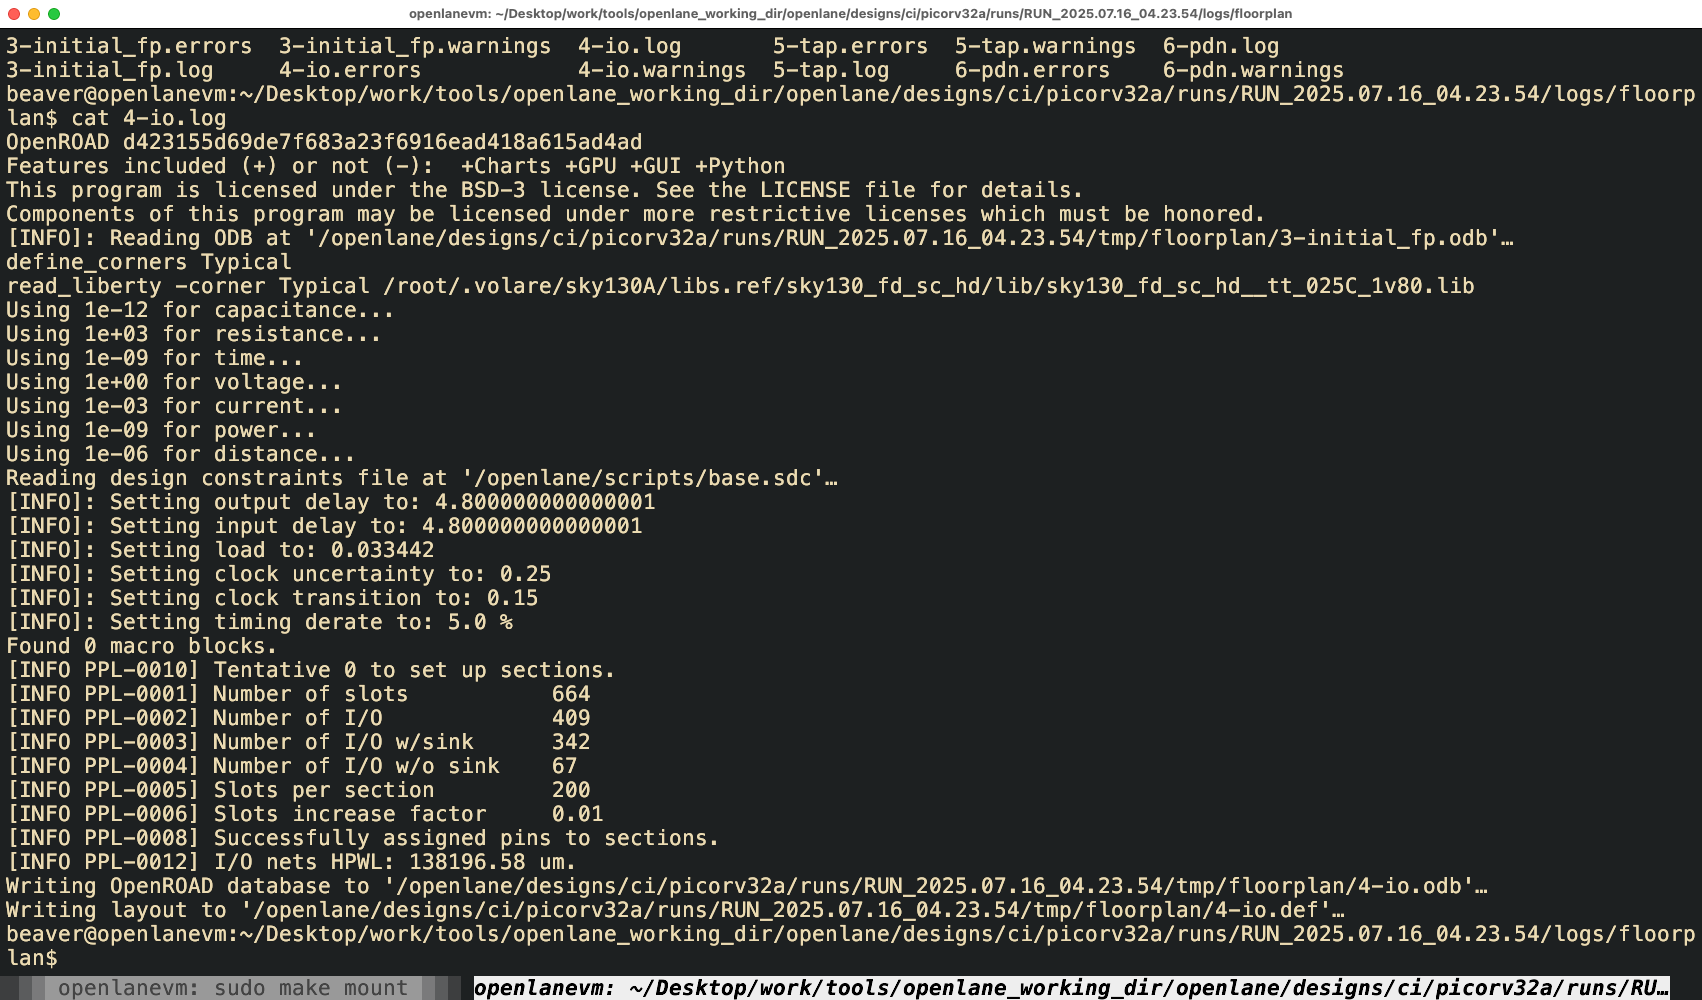 openlanevm: ~/Desktop/work/tools/openlane_working_dir/openlane/designs/ci/picorv32a/runs/RUN_2025.07.16_04.23.54/logs/floorplan
3-initial_fp.errors  3-initial_fp.warnings  4-io.log       5-tap.errors  5-tap.warnings  6-pdn.log
3-initial_fp.log     4-io.errors            4-io.warnings  5-tap.log     6-pdn.errors    6-pdn.warnings
beaver@openlanevm:~/Desktop/work/tools/openlane_working_dir/openlane/designs/ci/picorv32a/runs/RUN_2025.07.16_04.23.54/logs/floorp
lan$ cat 4-io.log
OpenROAD d423155d69de7f683a23f6916ead418a615ad4ad
Features included (+) or not (-):  +Charts +GPU +GUI +Python
This program is licensed under the BSD-3 license. See the LICENSE file for details.
Components of this program may be licensed under more restrictive licenses which must be honored.
[INFO]: Reading ODB at '/openlane/designs/ci/picorv32a/runs/RUN_2025.07.16_04.23.54/tmp/floorplan/3-initial_fp.odb'…
define_corners Typical
read_liberty -corner Typical /root/.volare/sky130A/libs.ref/sky130_fd_sc_hd/lib/sky130_fd_sc_hd__tt_025C_1v80.lib
Using 1e-12 for capacitance...
Using 1e+03 for resistance...
Using 1e-09 for time...
Using 1e+00 for voltage...
Using 1e-03 for current...
Using 1e-09 for power...
Using 1e-06 for distance...
Reading design constraints file at '/openlane/scripts/base.sdc'…
[INFO]: Setting output delay to: 4.800000000000001
[INFO]: Setting input delay to: 4.800000000000001
[INFO]: Setting load to: 0.033442
[INFO]: Setting clock uncertainty to: 0.25
[INFO]: Setting clock transition to: 0.15
[INFO]: Setting timing derate to: 5.0 %
Found 0 macro blocks.
[INFO PPL-0010] Tentative 0 to set up sections.
[INFO PPL-0001] Number of slots           664
[INFO PPL-0002] Number of I/O             409
[INFO PPL-0003] Number of I/O w/sink      342
[INFO PPL-0004] Number of I/O w/o sink    67
[INFO PPL-0005] Slots per section         200
[INFO PPL-0006] Slots increase factor     0.01
[INFO PPL-0008] Successfully assigned pins to sections.
[INFO PPL-0012] I/O nets HPWL: 138196.58 um.
Writing OpenROAD database to '/openlane/designs/ci/picorv32a/runs/RUN_2025.07.16_04.23.54/tmp/floorplan/4-io.odb'…
Writing layout to '/openlane/designs/ci/picorv32a/runs/RUN_2025.07.16_04.23.54/tmp/floorplan/4-io.def'…
beaver@openlanevm:~/Desktop/work/tools/openlane_working_dir/openlane/designs/ci/picorv32a/runs/RUN_2025.07.16_04.23.54/logs/floorp
lan$
openlanevm: sudo make mount openlanevm: ~/Desktop/work/tools/openlane_working_dir/openlane/designs/ci/picorv32a/runs/RU…